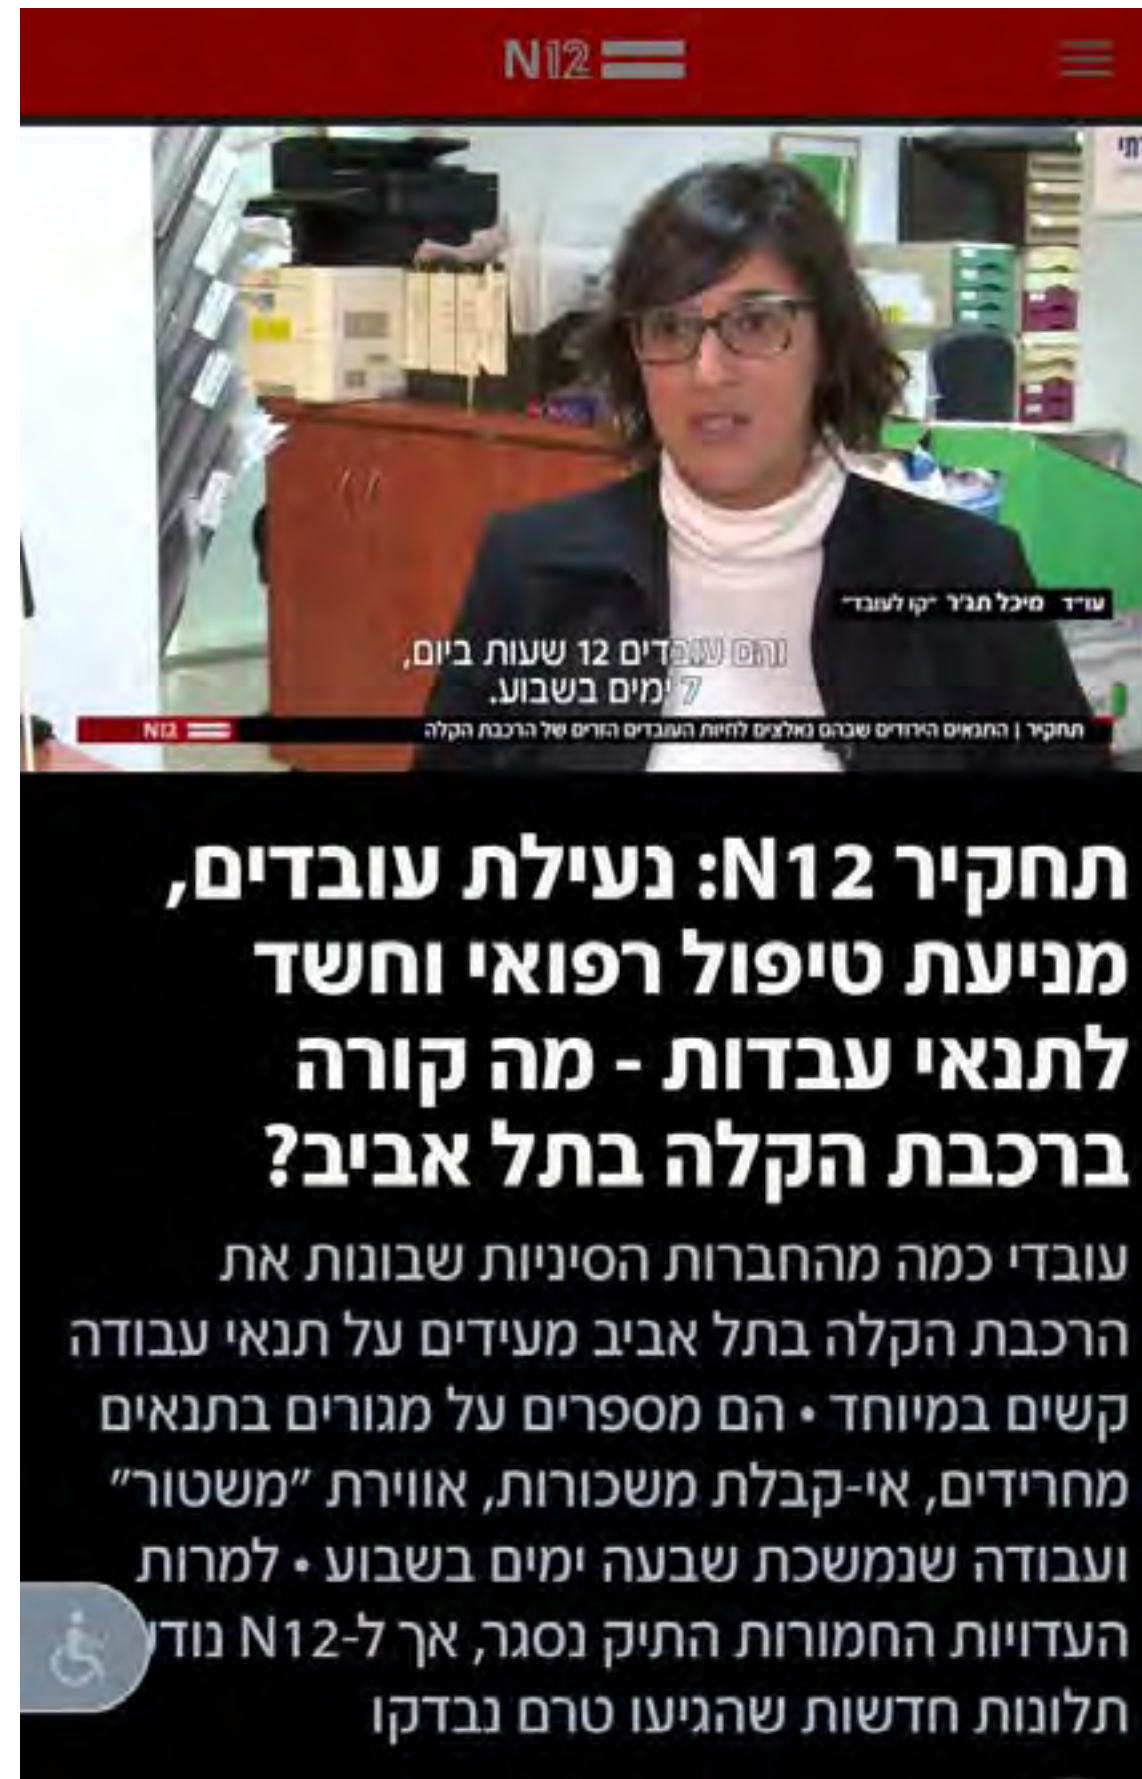 N12
עו"ד מיכל תג'ר "קו לעובד"
והם עובדים 12 שעות ביום,
7 ימים בשבוע.
תחקיר | התנאים הירודים שבהם נאלצים לחיות העובדים הזרים של הרכבת הקלה
N12
תחקיר N12: נעילת עובדים,
מניעת טיפול רפואי וחשד
לתנאי עבדות - מה קורה
ברכבת הקלה בתל אביב?
עובדי כמה מהחברות הסיניות שבונות את
הרכבת הקלה בתל אביב מעידים על תנאי עבודה
קשים במיוחד • הם מספרים על מגורים בתנאים
מחרידים, אי-קבלת משכורות, אווירת "משטור"
ועבודה שנמשכת שבעה ימים בשבוע • למרות
העדויות החמורות התיק נסגר, אך ל-N12 נודע
תלונות חדשות שהגיעו טרם נבדקו